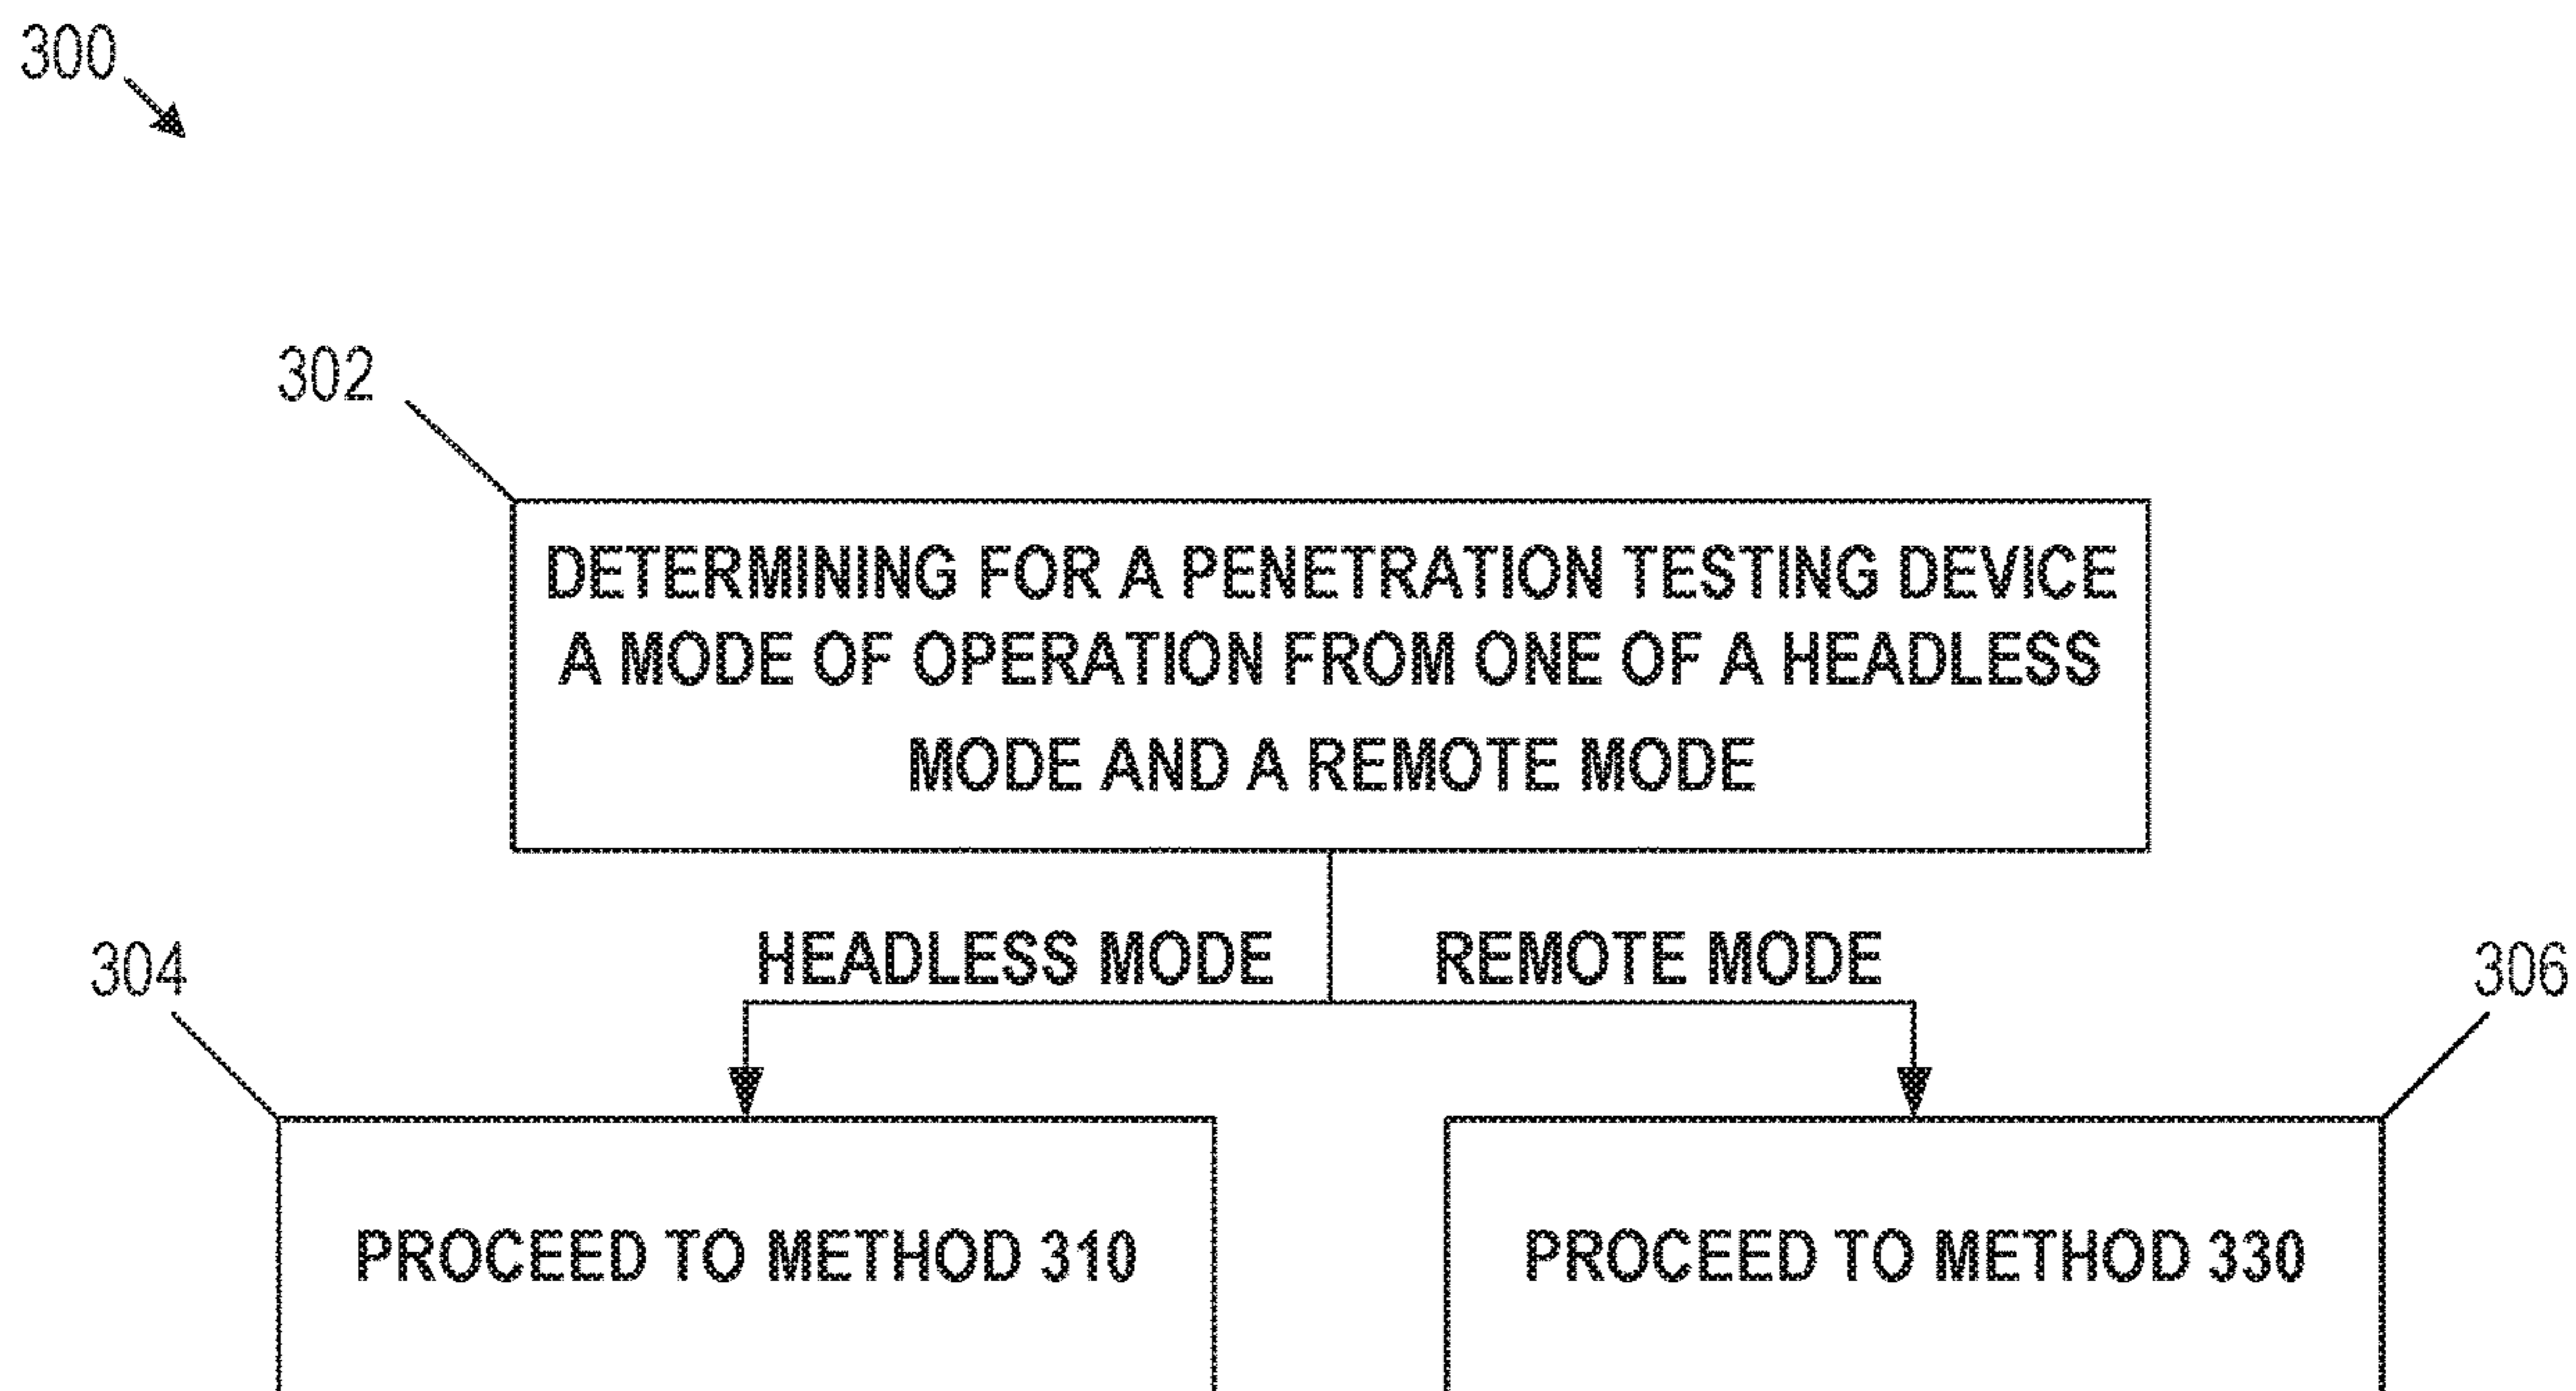 300
302
DETERMINING FOR A PENETRATION TESTING DEVICE
A MODE OF OPERATION FROM ONE OF A HEADLESS
MODE AND A REMOTE MODE
HEADLESS MODE
REMOTE MODE
304
306
PROCEED TO METHOD 310
PROCEED TO METHOD 330